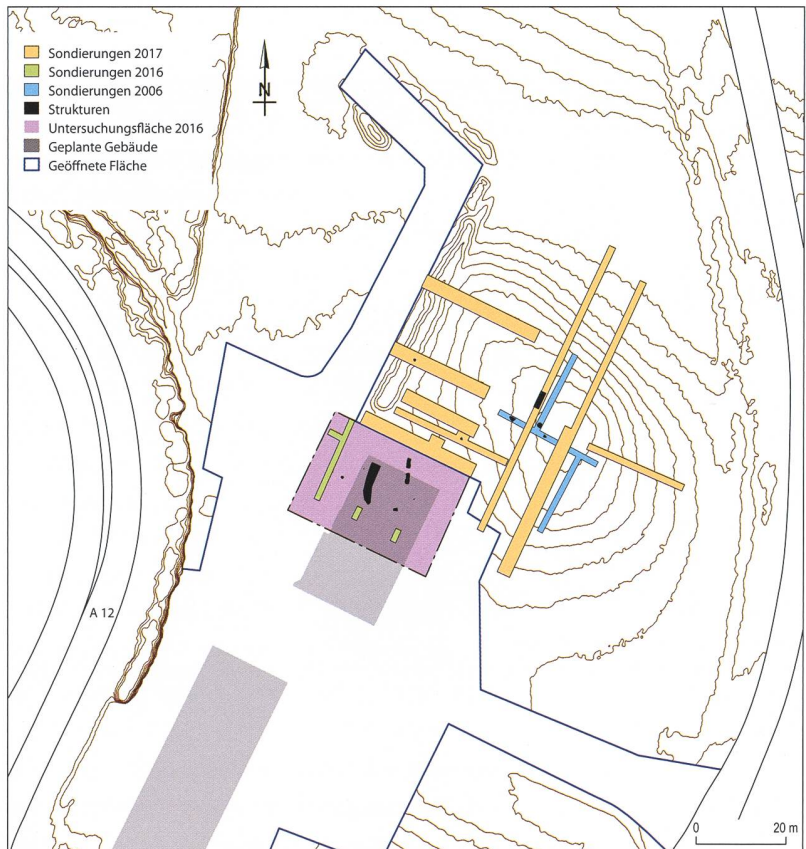 Sondierungen 2017
Sondierungen 2016
Sondierungen 2006
Strukturen
Untersuchungsfläche 2016
Geplante Gebäude
Geöffnete Fläche
N
A 12
0 20 m